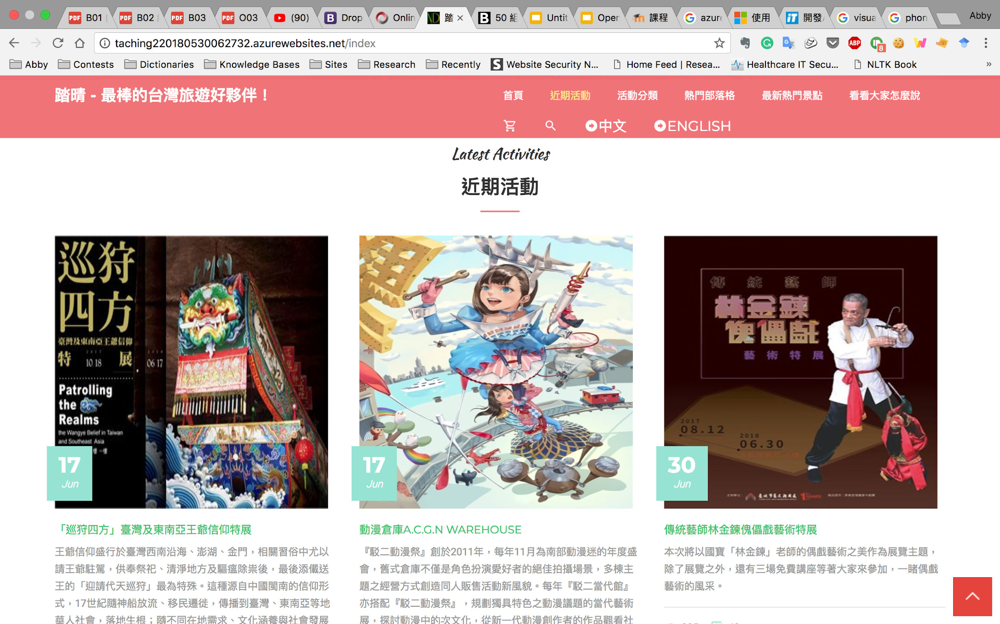 B01
B02
B03
O03
(90)
Drop
Onlin
踏
50 組
Untit
Oper
課程
azure
使用
開發
visua
phon
Abby
taching220180530062732.azurewebsites.net/index
8
Abby
Contests
Dictionaries
Knowledge Bases
Sites
Research
Recently
Website Security N...
Home Feed | Resea...
Healthcare IT Secu...
NLTK Book
»
踏晴 - 最棒的台灣旅遊好夥伴！
首頁
近期活動
活動分類
熱門部落格
最新熱門景點
看看大家怎麼說
中文
ENGLISH
Latest Activities
近期活動
巡狩
四方
臺灣及東南亞王爺信仰
特 展
10 18
06 17
Patrolling
the
Realms
the Wangye Belief in Taiwan
and Southeast Asia
17
Jun
17
Jun
傳統藝師
林金鍊
傀儡戲
藝術特展
2017
08.12
2018
06.30
30
Jun
「巡狩四方」臺灣及東南亞王爺信仰特展
王爺信仰盛行於臺灣西南沿海、澎湖、金門，相關習俗中尤以
請王爺駐駕，供奉祭祀、清淨地方及驅瘟除祟後，最後添儎送
王的「迎請代天巡狩」最為特殊。這種源自中國閩南的信仰形
式，17世紀隨神船放流、移民遷徙，傳播到臺灣、東南亞等地
華人社會，落地生根；隨不同在地需求、文化涵養與社會發展
動漫倉庫A.C.G.N WAREHOUSE
『駁二動漫祭』創於2011年，每年11月為南部動漫迷的年度盛
會，舊式倉庫不僅是角色扮演愛好者的絕佳拍攝場景，多棟主
題之經營方式創造同人販售活動新風貌。每年『駁二當代館』
亦搭配『駁二動漫祭』，規劃獨具特色之動漫議題的當代藝術
展，探討動漫中的次文化，從新一代動漫創作者的作品觀看社
傳統藝師林金鍊傀儡戲藝術特展
本次將以國寶「林金鍊」老師的偶戲藝術之美作為展覽主題，
除了展覽之外，還有三場免費講座等著大家來參加，一睹偶戲
藝術的風采。